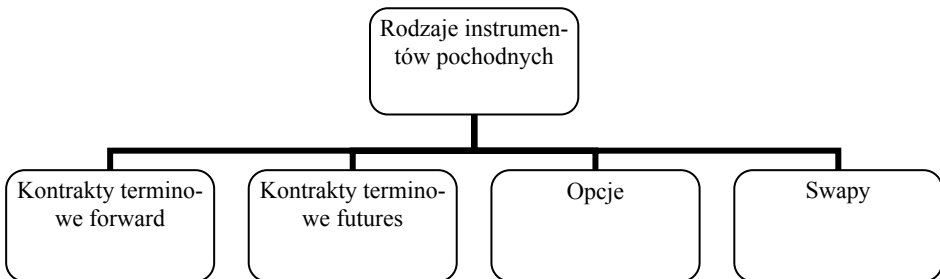 Rodzaje instrumen-
tów pochodnych
Kontrakty termino-
we forward
Kontrakty termino-
we futures
Opcje
Swapy